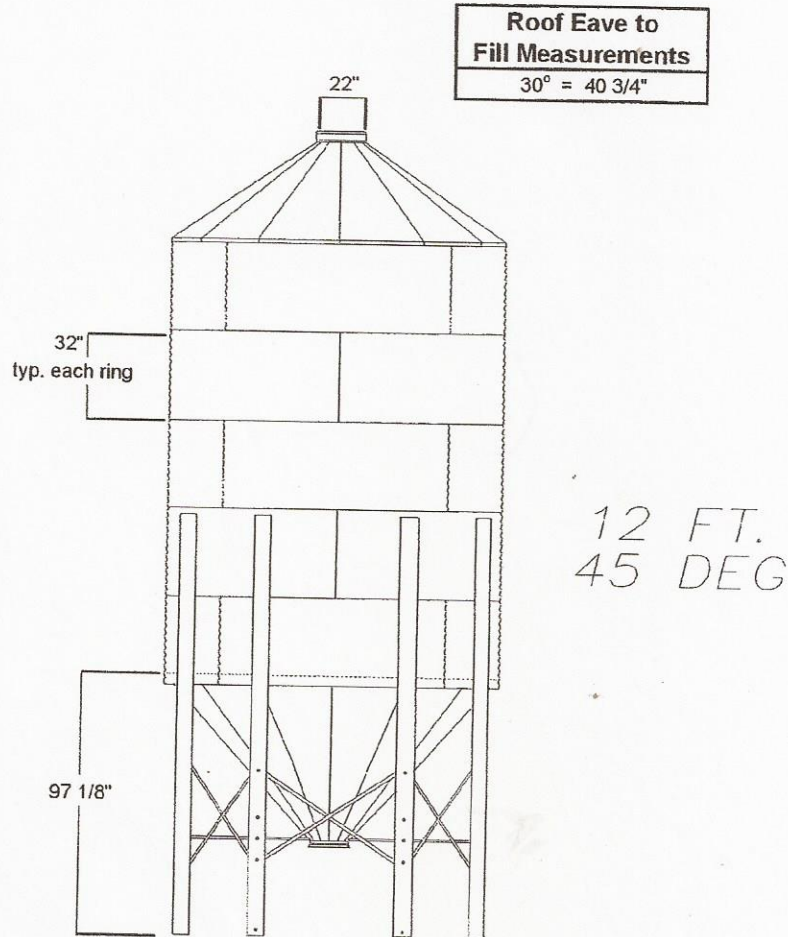 Roof Eave to
Fill Measurements
30° = 40 3/4"
22"
32"
typ. each ring
12 FT.
45 DEG
97 1/8"